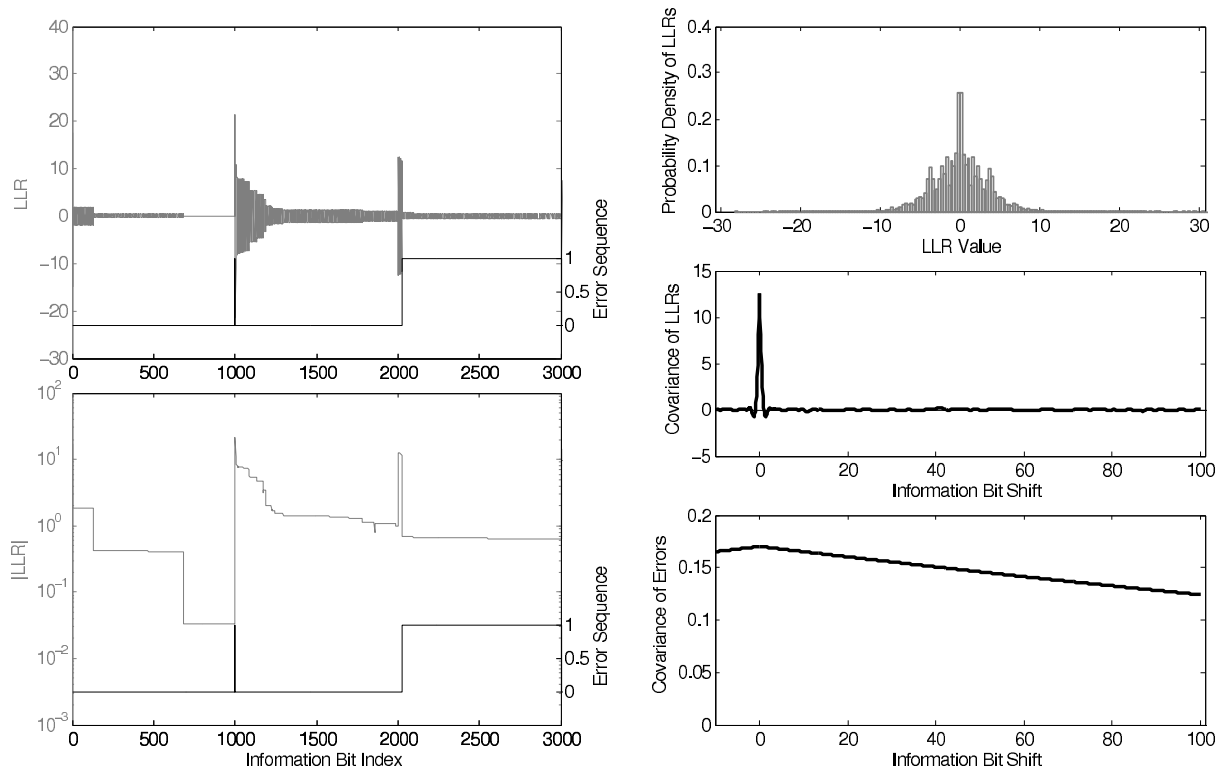 40
30
20
10
0
−10
−20
−30
LLR
1
0.5
0
Error Sequence
0 500 1000 1500 2000 2500 3000
10^2
10^1
10^0
10^−1
10^−2
10^−3
|LLR|
1
0.5
0
Error Sequence
0 500 1000 1500 2000 2500 3000
Information Bit Index
0.4
0.3
0.2
0.1
0
Probability Density of LLRs
−30 −20 −10 0 10 20 30
LLR Value
15
10
5
0
−5
Covariance of LLRs
0 20 40 60 80 100
Information Bit Shift
0.2
0.15
0.1
0.05
0
Covariance of Errors
0 20 40 60 80 100
Information Bit Shift